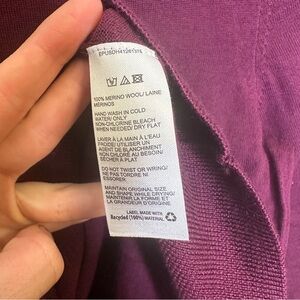 100% MERINO WOOL/ LAINE
MÉRINOS
HAND WASH IN COLD
WATER ONLY
NON-CHLORINE BLEACH
WHEN NEEDED/ DRY FLAT
LAVER À LA MAIN À L'EAU
FROIDE/ UTILISER UN
AGENT DE BLANCHIMENT
NON CHLORÉ AU BESOIN/
SÉCHER À PLAT
DO NOT TWIST OR WRING/
NE PAS TORDRE NI
ESSORER
MAINTAIN ORIGINAL SIZE
AND SHAPE WHILE DRYING/
MAINTENIR LA FORME ET
LA GRANDEUR D'ORIGINE
LABEL MADE WITH
Recycled (100%) MATERIAL